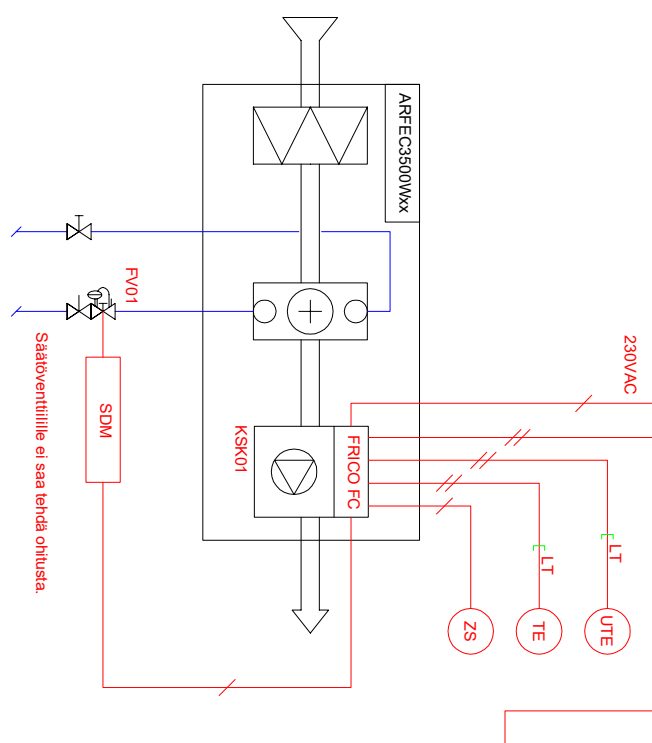 ARFEC3500Wxx
FV01
230VAC
SDM
Säätöventtiilille ei saa tehdä ohitusta.
KSK01
FRICO FC
LT
LT
ZS
TE
UTE